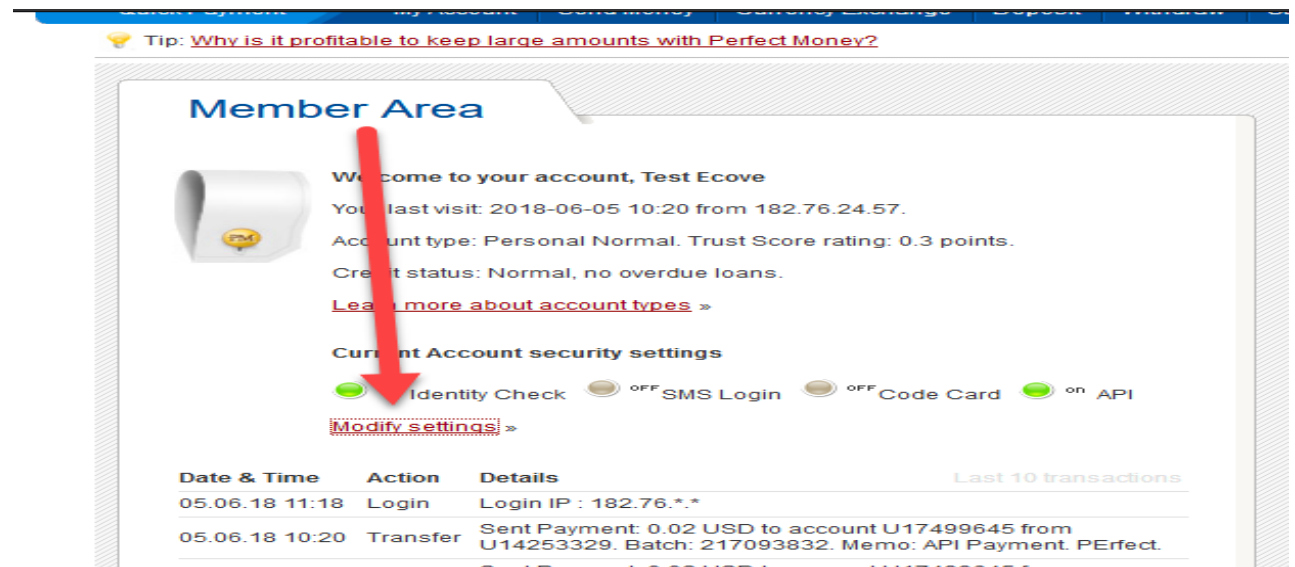 Tip: Why is it profitable to keep large amounts with Perfect Money?
Member Area
Welcome to your account, Test Ecove
Your last visit: 2018-06-05 10:20 from 182.76.24.57.
Account type: Personal Normal. Trust Score rating: 0.3 points.
Credit status: Normal, no overdue loans.
Learn more about account types »
Current Account security settings
Identity Check OFF SMS Login OFF Code Card on API
Modify settings »
Date & Time Action Details Last 10 transactions
05.06.18 11:18 Login Login IP : 182.76.*.*
05.06.18 10:20 Transfer Sent Payment: 0.02 USD to account U17499645 from
U14253329. Batch: 217093832. Memo: API Payment. PErfect.